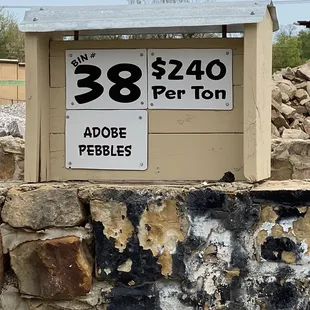 BIN #
38
$240
Per Ton
ADOBE
PEBBLES